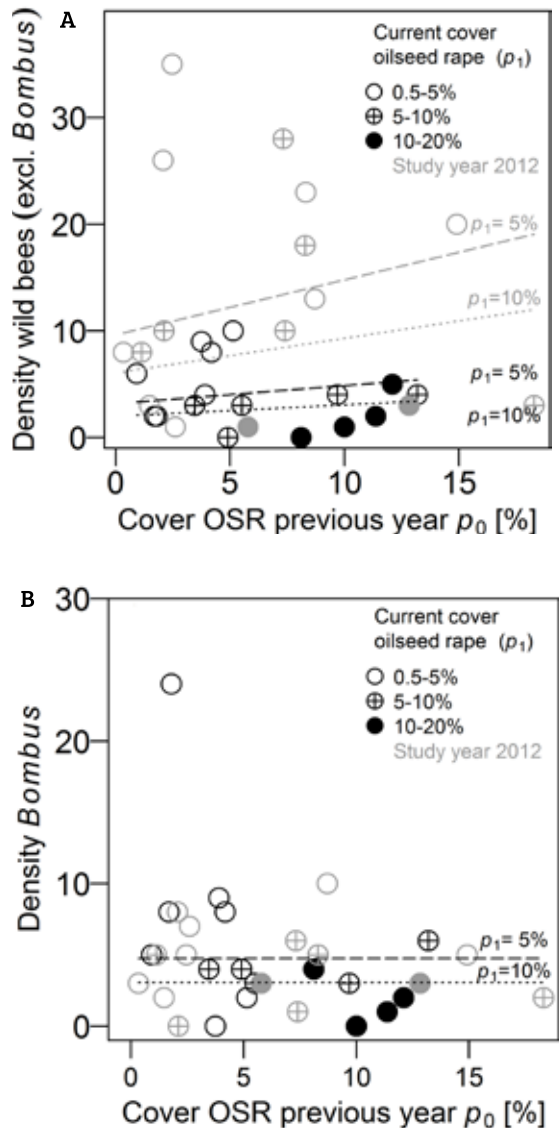 A
Density wild bees (excl. Bombus)
Current cover
oilseed rape (p1)
0.5-5%
5-10%
10-20%
Study year 2012
30
20
10
0
p1= 5%
p1=10%
p1= 5%
p1=10%
0 5 10 15
Cover OSR previous year p0 [%]
B
Density Bombus
Current cover
oilseed rape (p1)
0.5-5%
5-10%
10-20%
Study year 2012
30
20
10
0
p1= 5%
p1=10%
0 5 10 15
Cover OSR previous year p0 [%]